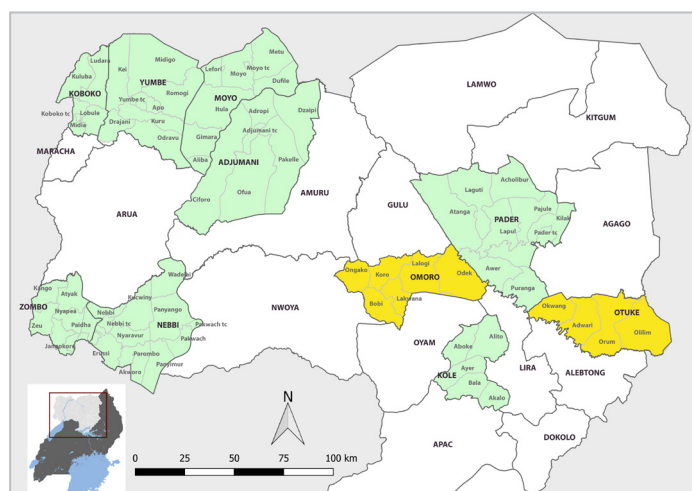 Metu
Ludara
Midigo
Lefori
Moyo tc
Kei
Moyo
Kuluba
YUMBE
Dufile
KOBOKO
Romogi
MOYO
Yumbe tc
Apo
Itula
Adropi
Dzaipi
Koboko tc
Lobule
Drajani
Kuru
Midia
Adjumani tc
Odravu
Gimara
MARACHA
Aliba
ADJUMANI
Pakelle
Ofua
Ciforo
AMURU
ARUA
LAMWO
KITGUM
Acholibur
Laguti
GULU
Atanga
PADER
Pajule
Kilak
Lapul
Pader tc
AGAGO
Awer
Puranga
Lalogi
Ongako
Koro
OMORO
Odek
Bobi
Lakwana
Wadelai
Kango
Atyak
Kucwiny
ZOMBO
Nyapea
Nebbi
Panyango
Zeu
Paidha
Nebbi tc
NEBBI
Pakwach tc
Nyaravur
Pakwach
Jangokoro
Erussi
Parombo
Panyimur
Akworo
NWOYA
Okwang
OTUKE
Adwari
Olilim
Orum
OYAM
Aboke
Alito
KOLE
Ayer
Bala
Akalo
LIRA
ALEBTONG
APAC
DOKOLO
N
0 25 50 75 100 km